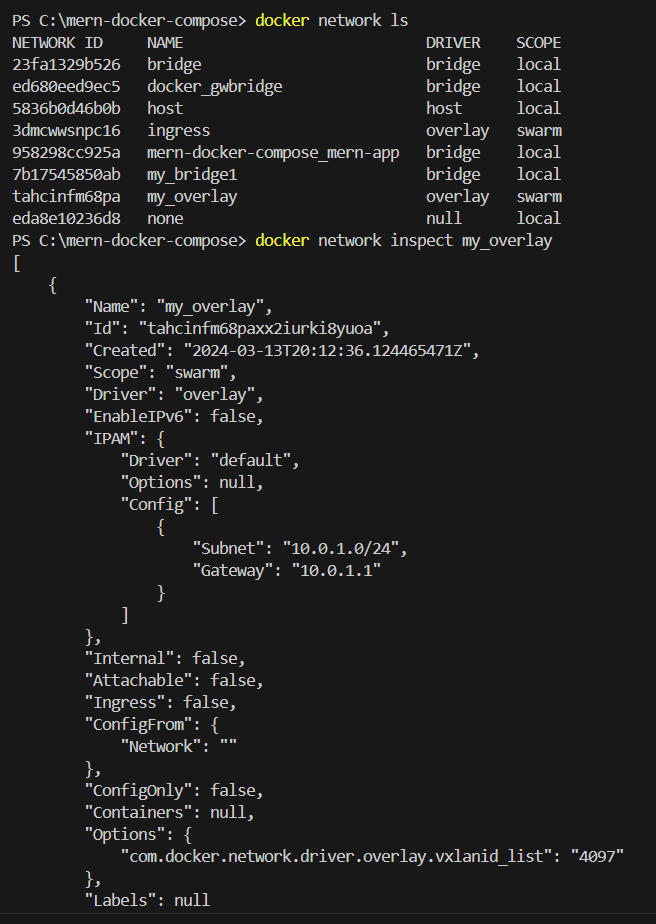 PS C:\mern-docker-compose> docker network ls
NETWORK ID     NAME                           DRIVER    SCOPE
23fa1329b526   bridge                         bridge    local
ed680eed9ec5   docker_gwbridge                bridge    local
5836b0d46b0b   host                           host      local
3dmcwwsnpc16   ingress                        overlay   swarm
958298cc925a   mern-docker-compose_mern-app   bridge    local
7b17545850ab   my_bridge1                     bridge    local
tahcinfm68pa   my_overlay                     overlay   swarm
eda8e10236d8   none                           null      local
PS C:\mern-docker-compose> docker network inspect my_overlay
[
    {
        "Name": "my_overlay",
        "Id": "tahcinfm68paxx2iurki8yuoa",
        "Created": "2024-03-13T20:12:36.124465471Z",
        "Scope": "swarm",
        "Driver": "overlay",
        "EnableIPv6": false,
        "IPAM": {
            "Driver": "default",
            "Options": null,
            "Config": [
                {
                    "Subnet": "10.0.1.0/24",
                    "Gateway": "10.0.1.1"
                }
            ]
        },
        "Internal": false,
        "Attachable": false,
        "Ingress": false,
        "ConfigFrom": {
            "Network": ""
        },
        "ConfigOnly": false,
        "Containers": null,
        "Options": {
            "com.docker.network.driver.overlay.vxlanid_list": "4097"
        },
        "Labels": null